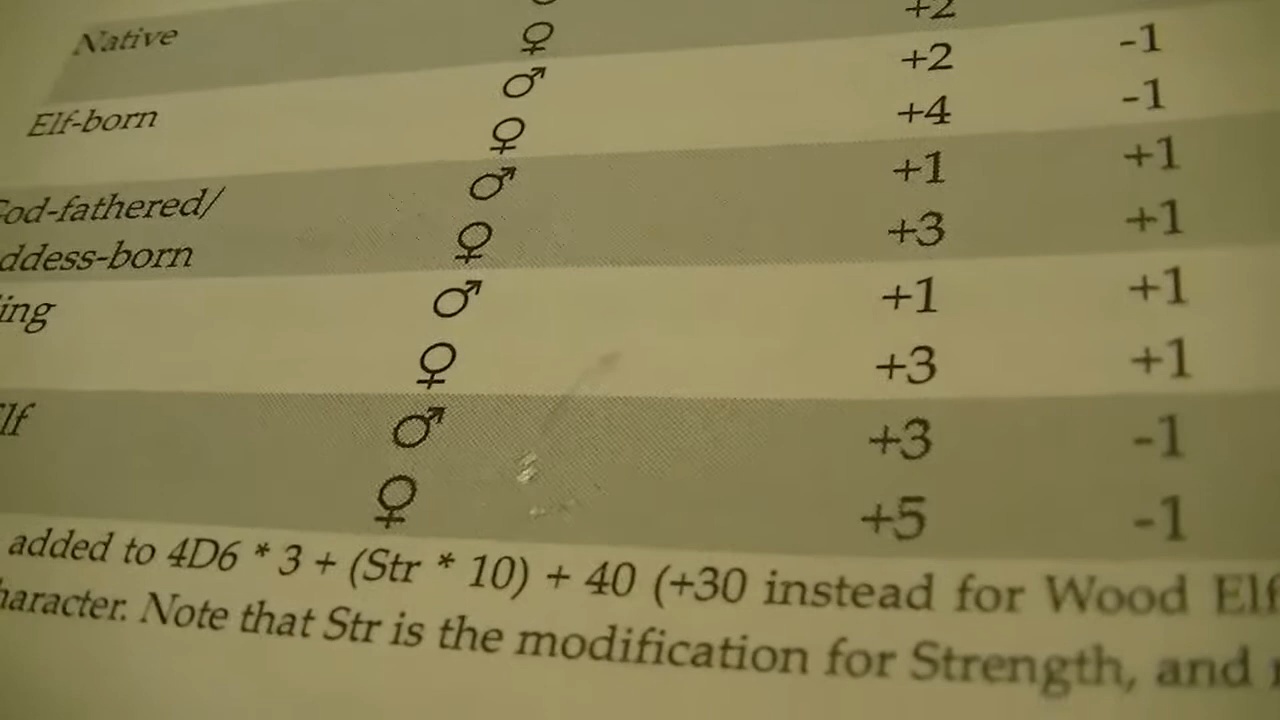 +2
Native ♀ +2 -1
♂ +4 -1
Elf-born ♀ +1 +1
♂ +3 +1
God-fathered/ ♀ +1 +1
ddess-born ♂ +3 +1
ing ♀ +3 -1
lf ♂ +5 -1
♀
added to 4D6 * 3 + (Str * 10) + 40 (+30 instead for Wood Elf
haracter. Note that Str is the modification for Strength, and